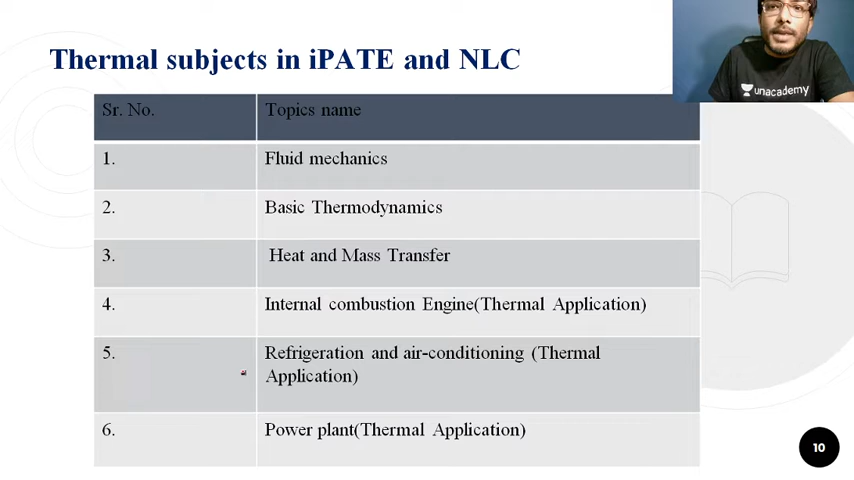 Thermal subjects in iPATE and NLC
unacademy
Sr. No. Topics name
1. Fluid mechanics
2. Basic Thermodynamics
3. Heat and Mass Transfer
4. Internal combustion Engine(Thermal Application)
5. Refrigeration and air-conditioning (Thermal
Application)
6. Power plant(Thermal Application)
10